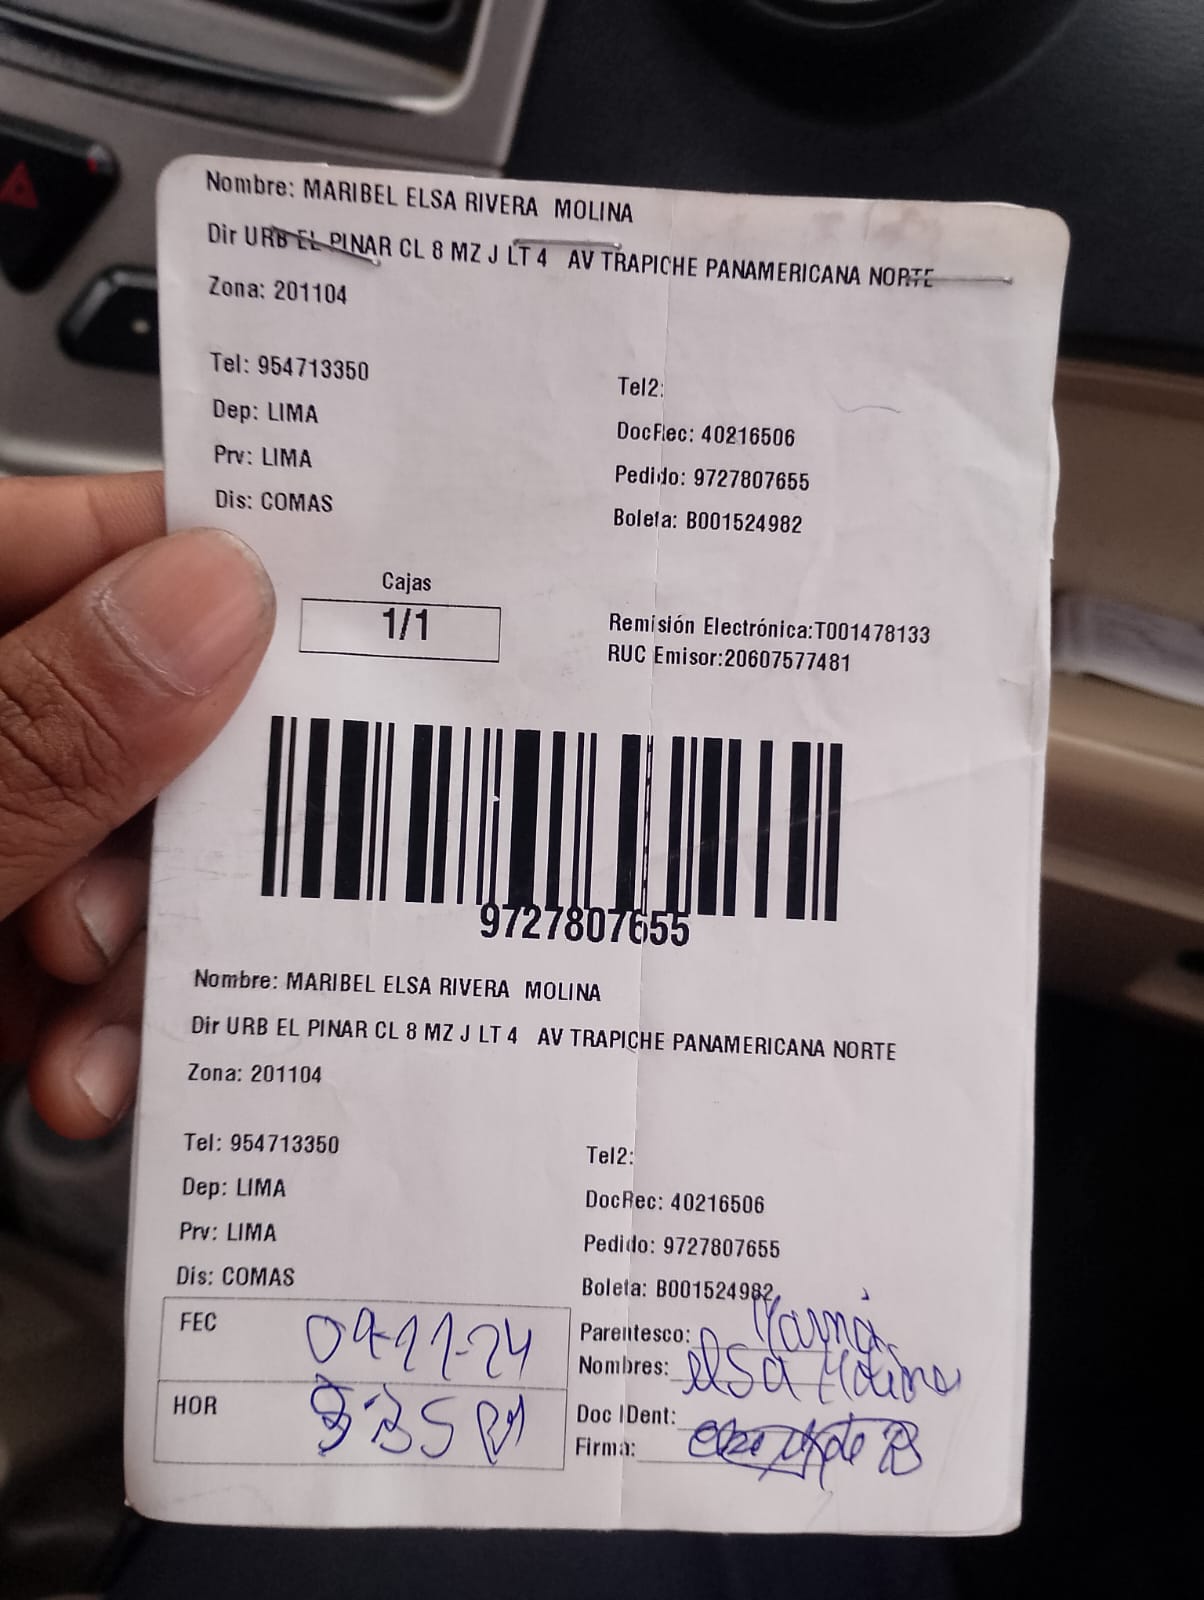 Nombre: MARIBEL ELSA RIVERA MOLINA
Dir URB EL PINAR CL 8 MZ J LT 4 AV TRAPICHE PANAMERICANA NORTE
Zona: 201104
Tel: 954713350
Tel2:
Dep: LIMA
DocRec: 40216506
Prv: LIMA
Pedido: 9727807655
Dis: COMAS
Boleta: B001524982
Cajas
1/1
Remisión Electrónica:T001478133
RUC Emisor:20607577481
9727807655
Nombre: MARIBEL ELSA RIVERA MOLINA
Dir URB EL PINAR CL 8 MZ J LT 4 AV TRAPICHE PANAMERICANA NORTE
Zona: 201104
Tel: 954713350
Tel2:
Dep: LIMA
DocRec: 40216506
Prv: LIMA
Pedido: 9727807655
Dis: COMAS
Boleta: B001524982
FEC 09-11-24
Parentesco: Mamá
Nombres: elsa Molina
HOR
Doc IDent:
Firma: